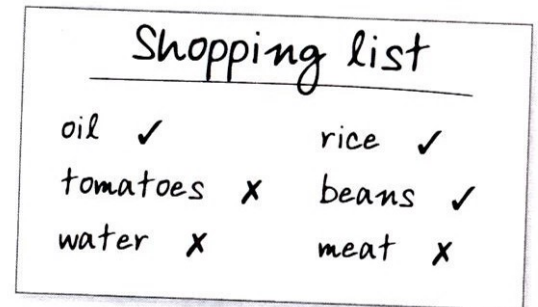 Shopping list
oil ✓ rice ✓
tomatoes ✗ beans ✓
water ✗ meat ✗